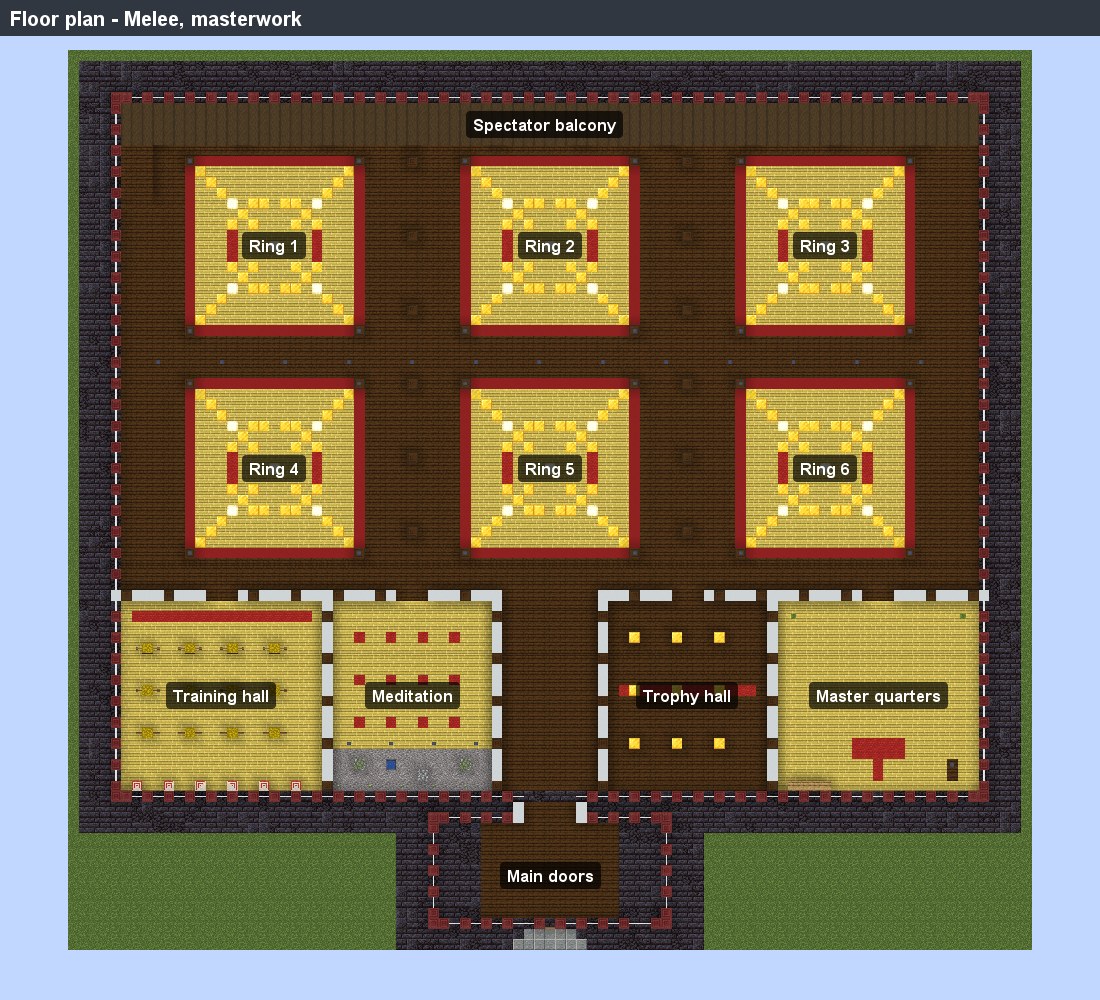 Floor plan - Melee, masterwork
Spectator balcony
Ring 1
Ring 2
Ring 3
Ring 4
Ring 5
Ring 6
Training hall
Meditation
Trophy hall
Master quarters
Main doors